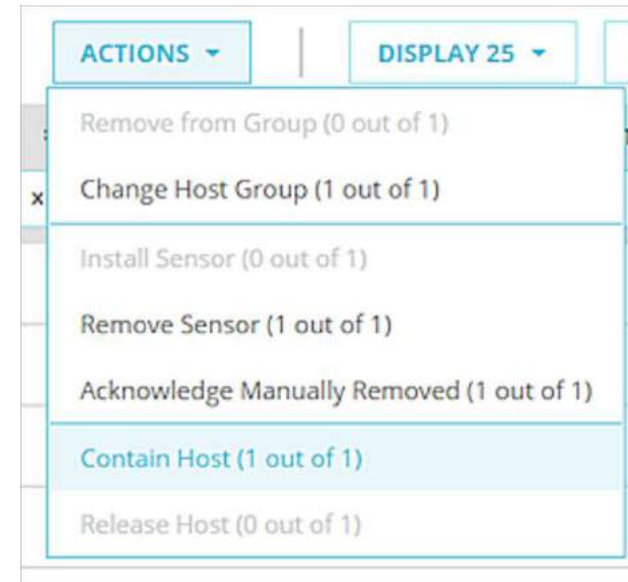 ACTIONS
DISPLAY 25
Remove from Group (0 out of 1)
x
Change Host Group (1 out of 1)
Install Sensor (0 out of 1)
Remove Sensor (1 out of 1)
Acknowledge Manually Removed (1 out of 1)
Contain Host (1 out of 1)
Release Host (0 out of 1)